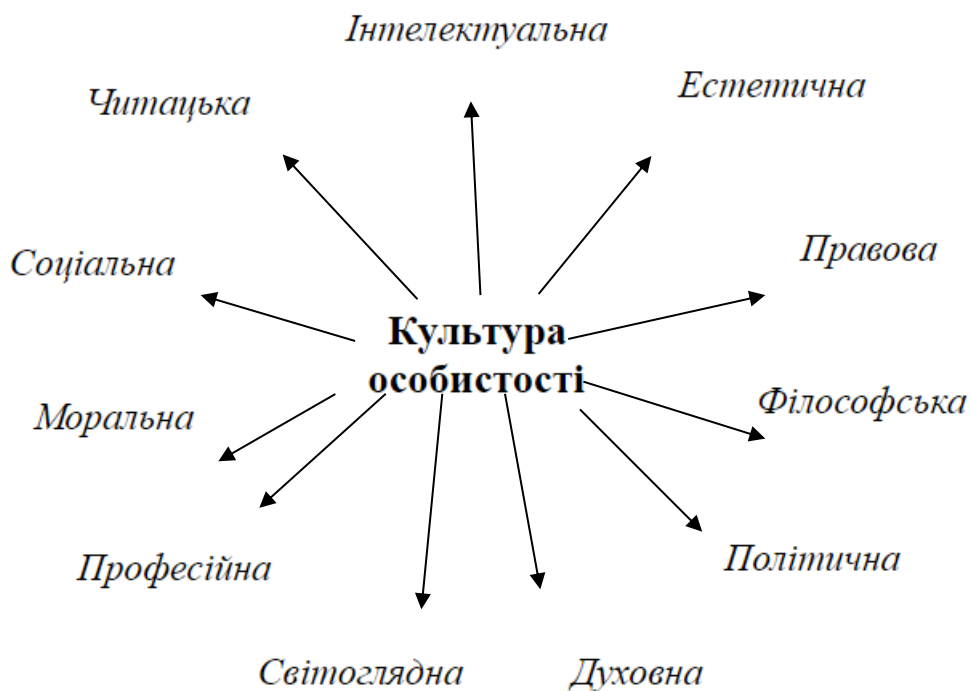 Інтелектуальна
Естетична
Читацька
Правова
Соціальна
Культура
особистості
Філософська
Моральна
Політична
Професійна
Світоглядна
Духовна